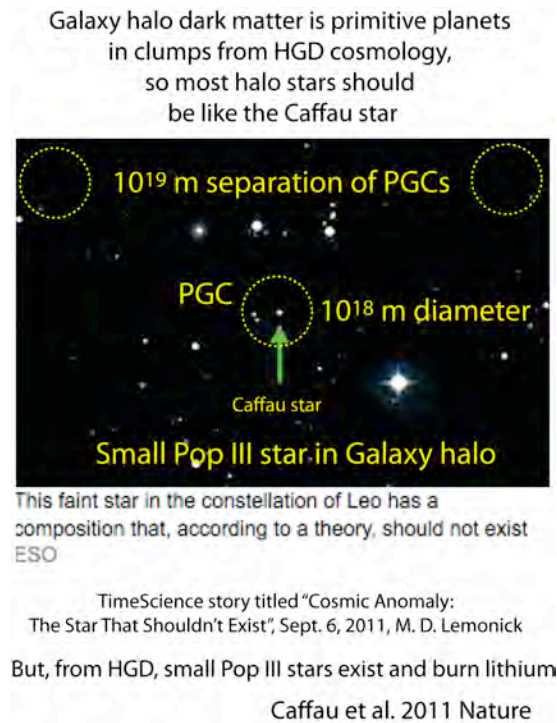 Galaxy halo dark matter is primitive planets
in clumps from HGD cosmology,
so most halo stars should
be like the Caffau star
10¹⁹ m separation of PGCs
PGC
10¹⁸ m diameter
Caffau star
Small Pop III star in Galaxy halo
This faint star in the constellation of Leo has a
composition that, according to a theory, should not exist
ESO
TimeScience story titled “Cosmic Anomaly:
The Star That Shouldn’t Exist”, Sept. 6, 2011, M. D. Lemonick
But, from HGD, small Pop III stars exist and burn lithium
Caffau et al. 2011 Nature